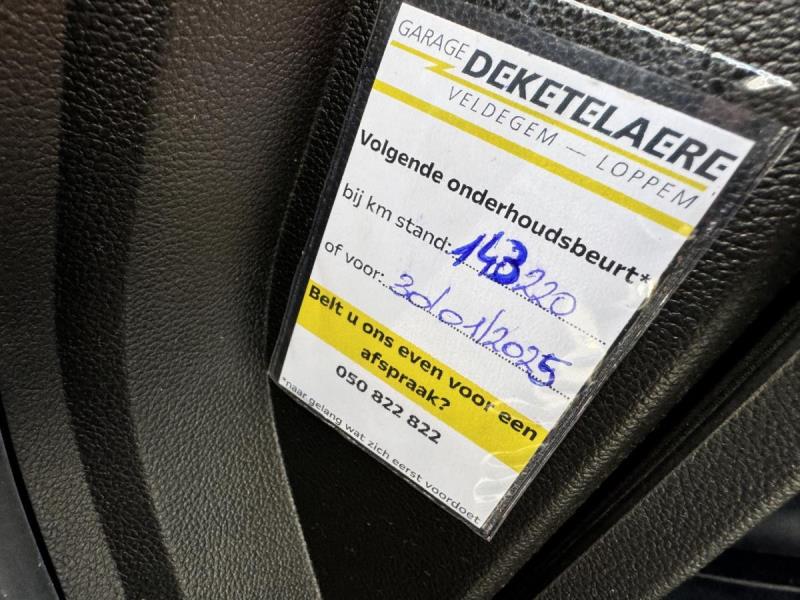 GARAGE
DEKETELAERE
VELDEGEM — LOPPEM
Volgende onderhoudsbeurt*
bij km stand: 143220
of voor: 30/01/2025
Belt u ons even voor een
afspraak?
050 822 822
*naar gelang wat zich eerst voordoet